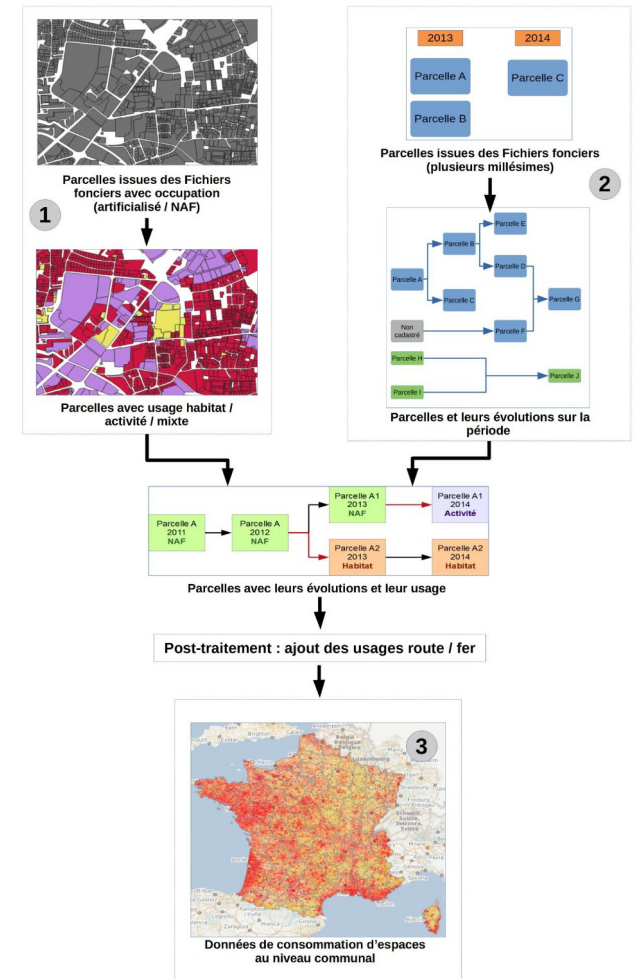 Parcelles issues des Fichiers
fonciers avec occupation
(artificialisé / NAF)
1
Parcelles avec usage habitat /
activité / mixte
2013
2014
Parcelle A
Parcelle C
Parcelle B
Parcelles issues des Fichiers fonciers
(plusieurs millésimes)
2
Parcelle E
Parcelle B
Parcelle D
Parcelle A
Parcelle C
Parcelle G
Non
cadastré
Parcelle F
Parcelle H
Parcelle J
Parcelle I
Parcelles et leurs évolutions sur la
période
Parcelle A1
2013
NAF
Parcelle A1
2014
Activité
Parcelle A
2011
NAF
Parcelle A
2012
NAF
Parcelle A2
2013
Habitat
Parcelle A2
2014
Habitat
Parcelles avec leurs évolutions et leur usage
Post-traitement : ajout des usages route / fer
3
Données de consommation d'espaces
au niveau communal